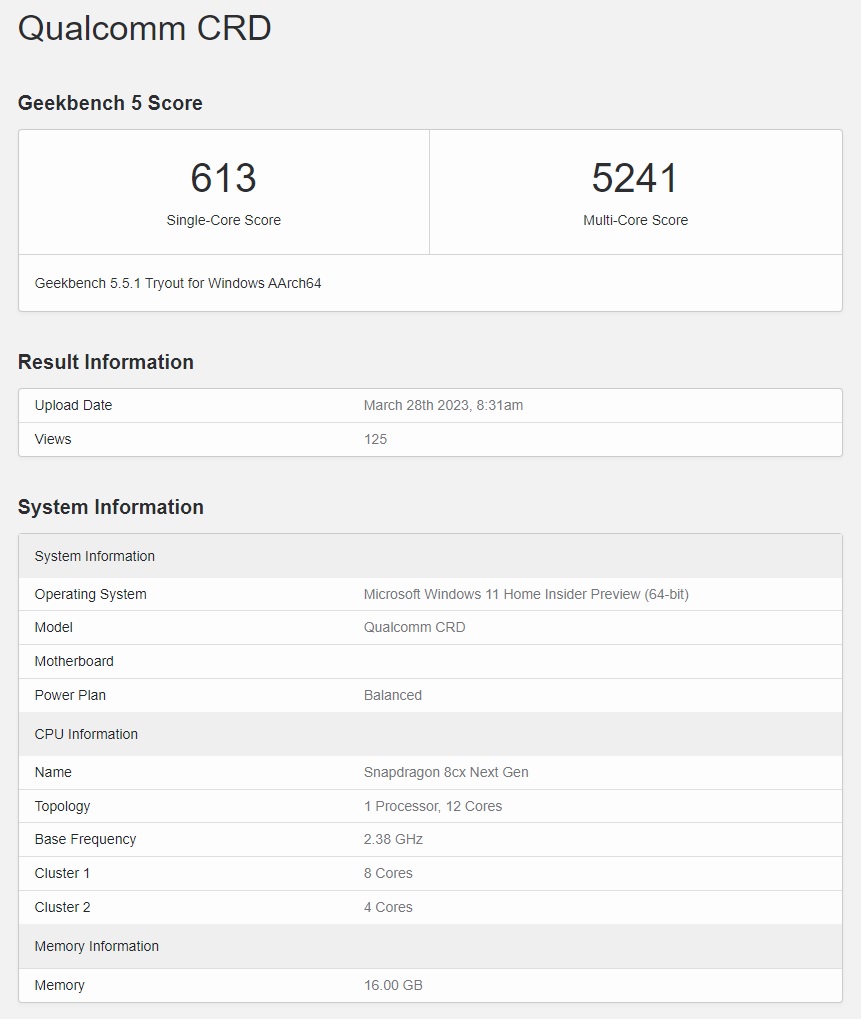 Qualcomm CRD
Geekbench 5 Score
613
Single-Core Score
5241
Multi-Core Score
Geekbench 5.5.1 Tryout for Windows AArch64
Result Information
Upload Date March 28th 2023, 8:31am
Views 125
System Information
System Information
Operating System Microsoft Windows 11 Home Insider Preview (64-bit)
Model Qualcomm CRD
Motherboard
Power Plan Balanced
CPU Information
Name Snapdragon 8cx Next Gen
Topology 1 Processor, 12 Cores
Base Frequency 2.38 GHz
Cluster 1 8 Cores
Cluster 2 4 Cores
Memory Information
Memory 16.00 GB